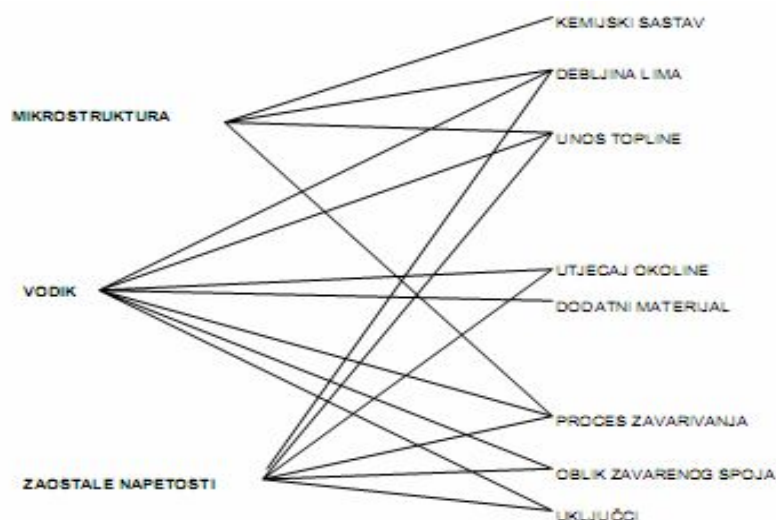 KEMIJSKI SASTAV
DEBLJINA LIMA
MIKROSTRUKTURA
UNOS TOPLINE
UTJECAJ OKOLINE
VODIK
DODATNI MATERIJAL
PROCES ZAVARIVANJA
OBLIK ZAVARENOG SPOJA
ZAOSTALE NAPETOSTI
UKLJUČCI